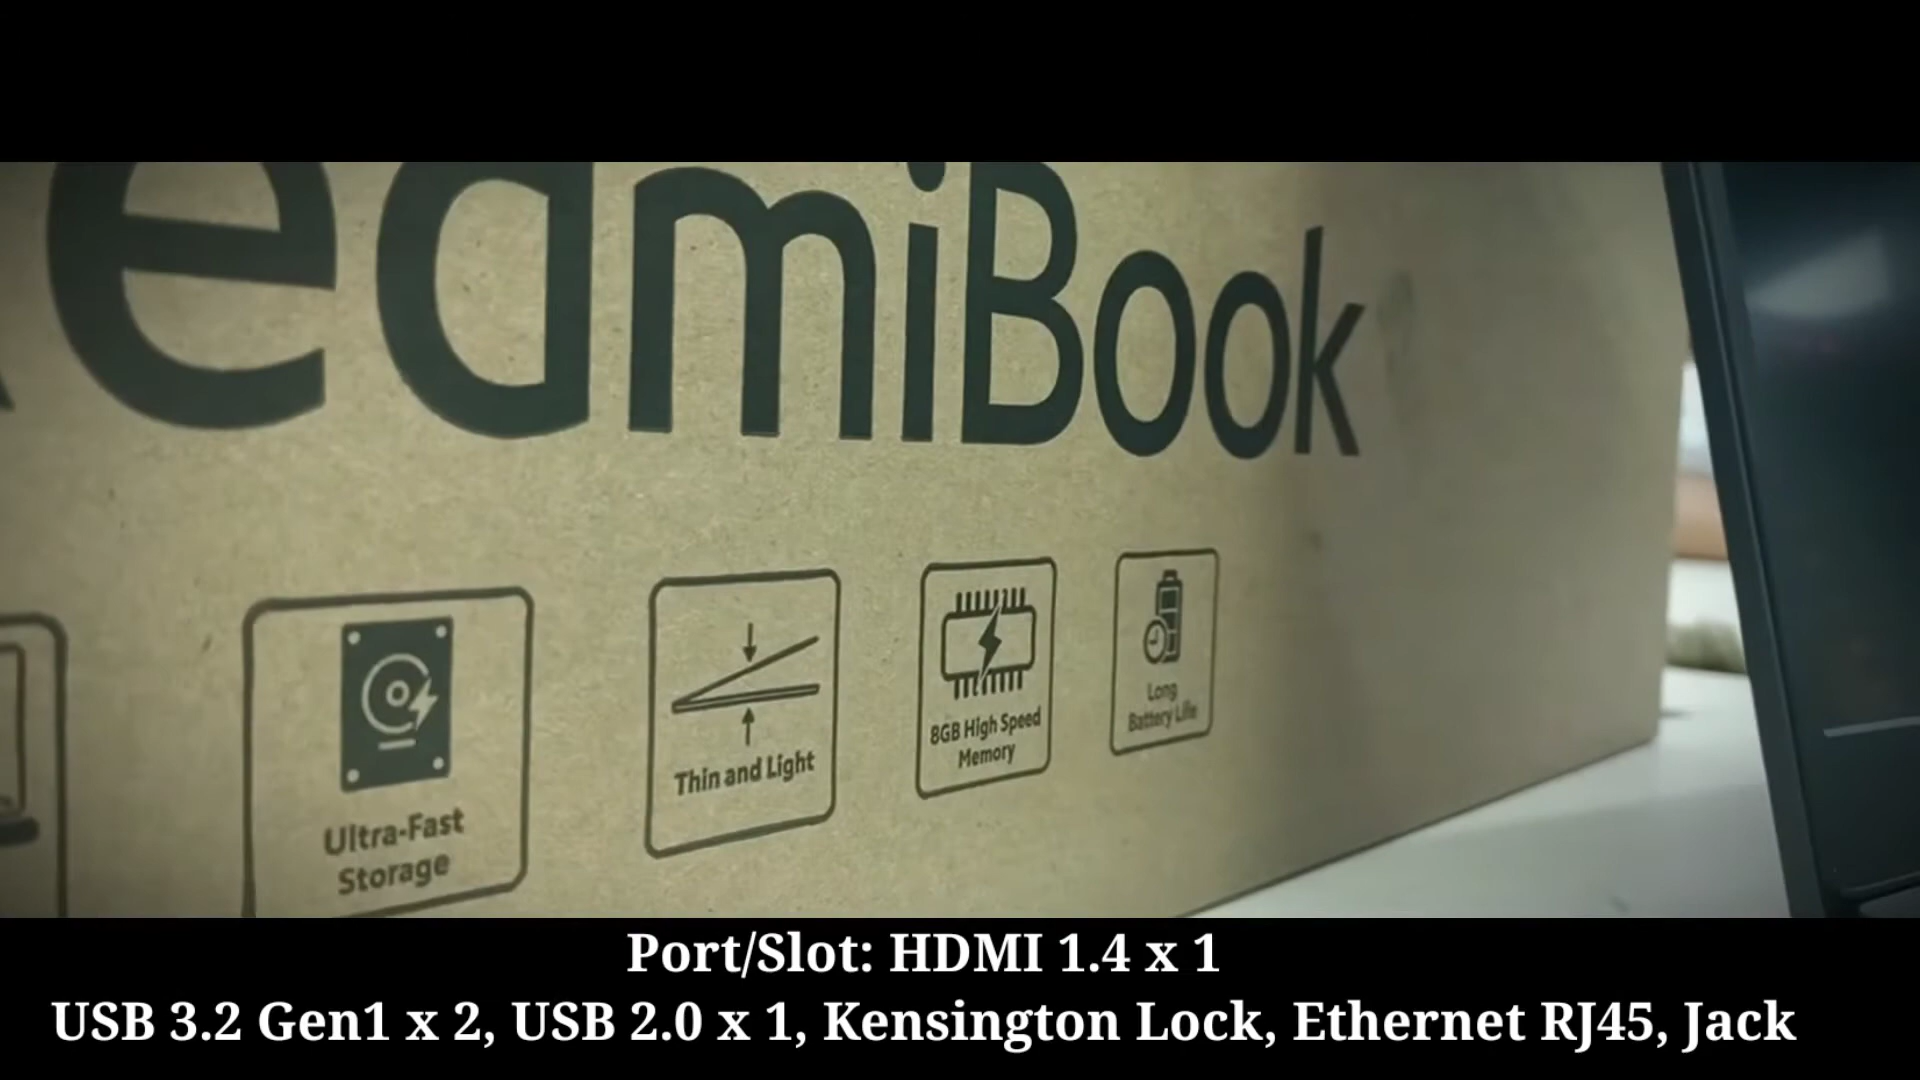 edmiBook
Ultra-Fast
Storage
Thin and Light
8GB High Speed
Memory
Long
Battery Life
Port/Slot: HDMI 1.4 x 1
USB 3.2 Gen1 x 2, USB 2.0 x 1, Kensington Lock, Ethernet RJ45, Jack